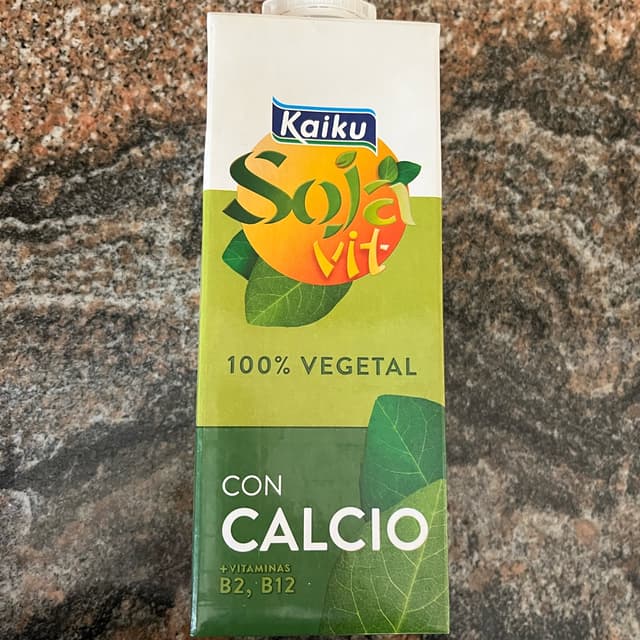 Kaiku
Soja
vit
100% VEGETAL
CON
CALCIO
+VITAMINAS
B2, B12